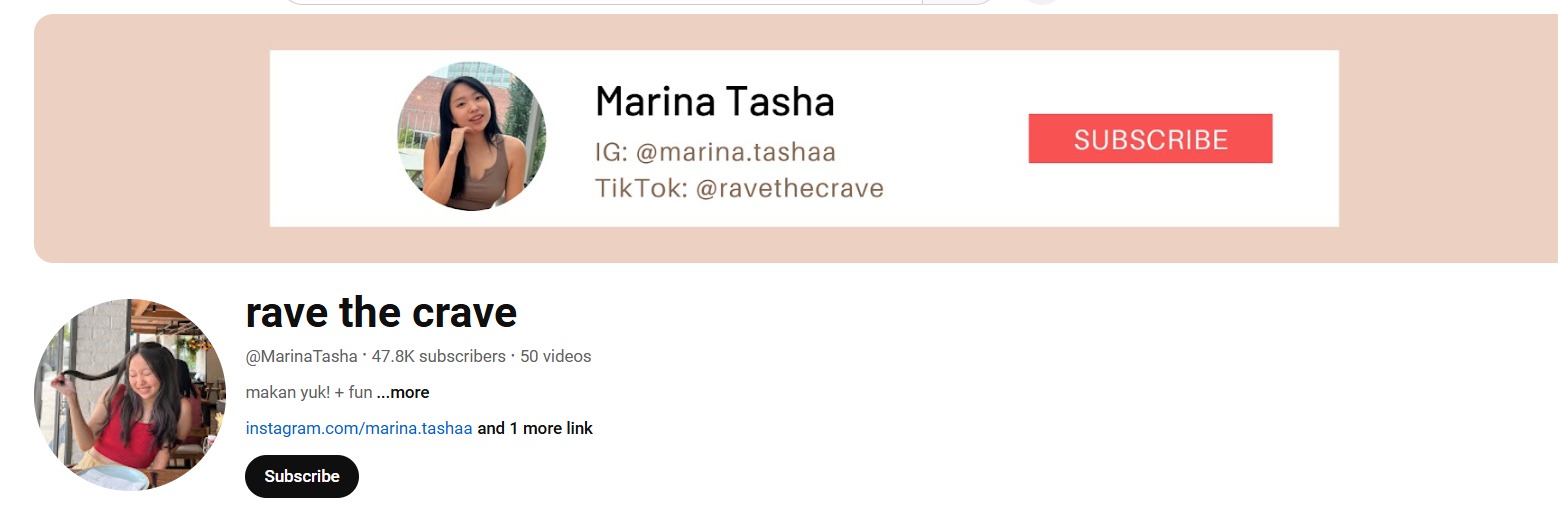 Marina Tasha
IG: @marina.tashaa
TikTok: @ravethecrave
SUBSCRIBE
rave the crave
@MarinaTasha · 47.8K subscribers · 50 videos
makan yuk! + fun ...more
instagram.com/marina.tashaa and 1 more link
Subscribe